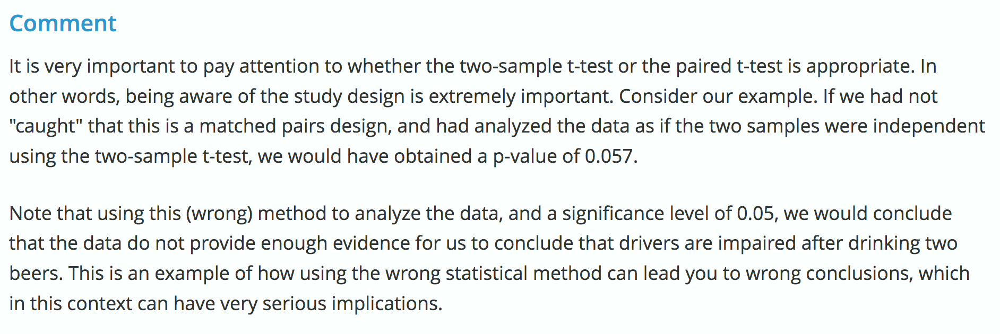 Comment
It is very important to pay attention to whether the two-sample t-test or the paired t-test is appropriate. In
other words, being aware of the study design is extremely important. Consider our example. If we had not
"caught" that this is a matched pairs design, and had analyzed the data as if the two samples were independent
using the two-sample t-test, we would have obtained a p-value of 0.057.
Note that using this (wrong) method to analyze the data, and a significance level of 0.05, we would conclude
that the data do not provide enough evidence for us to conclude that drivers are impaired after drinking two
beers. This is an example of how using the wrong statistical method can lead you to wrong conclusions, which
in this context can have very serious implications.